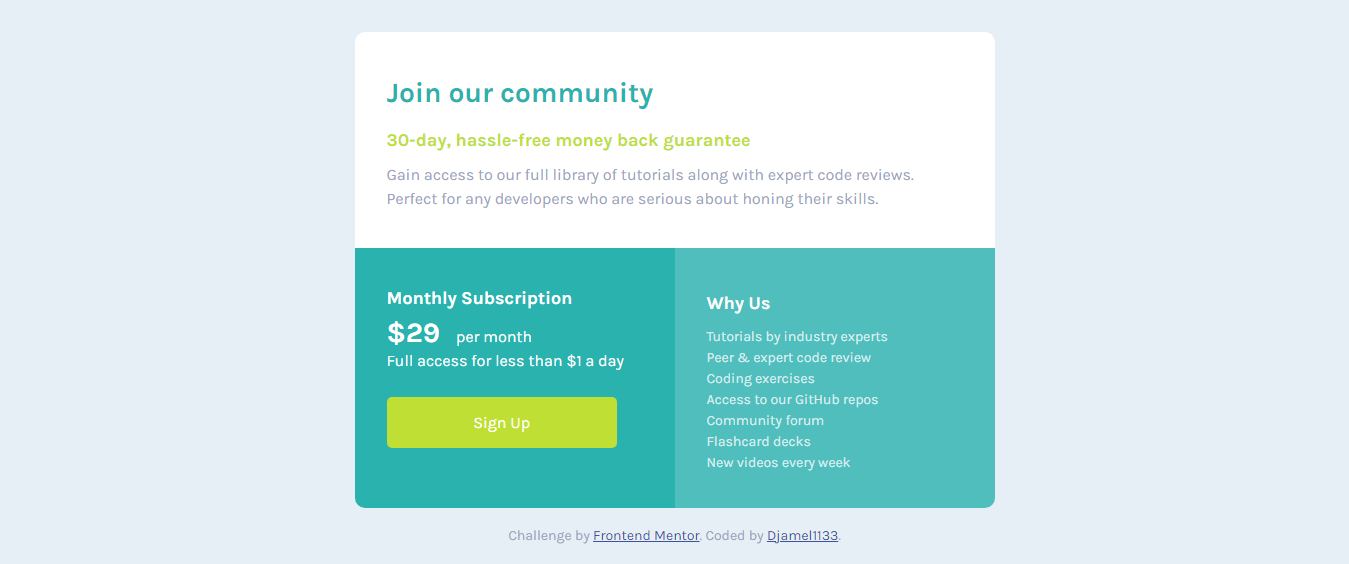 Join our community
30-day, hassle-free money back guarantee
Gain access to our full library of tutorials along with expert code reviews.
Perfect for any developers who are serious about honing their skills.
Monthly Subscription
$29 per month
Full access for less than $1 a day
Sign Up
Why Us
Tutorials by industry experts
Peer & expert code review
Coding exercises
Access to our GitHub repos
Community forum
Flashcard decks
New videos every week
Challenge by Frontend Mentor. Coded by Djamel1133.